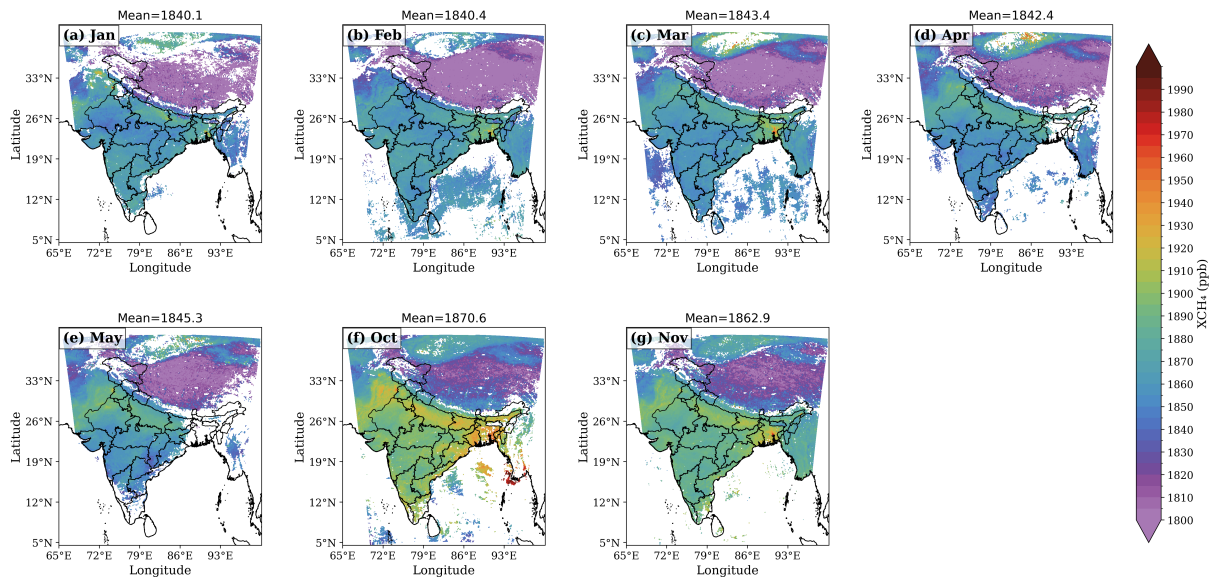 Mean=1840.1
(a) Jan
33°N
26°N
19°N
12°N
5°N
Latitude
65°E 72°E 79°E 86°E 93°E
Longitude
Mean=1840.4
(b) Feb
33°N
26°N
19°N
12°N
5°N
Latitude
65°E 72°E 79°E 86°E 93°E
Longitude
Mean=1843.4
(c) Mar
33°N
26°N
19°N
12°N
5°N
Latitude
65°E 72°E 79°E 86°E 93°E
Longitude
Mean=1842.4
(d) Apr
33°N
26°N
19°N
12°N
5°N
Latitude
65°E 72°E 79°E 86°E 93°E
Longitude
Mean=1845.3
(e) May
33°N
26°N
19°N
12°N
5°N
Latitude
65°E 72°E 79°E 86°E 93°E
Longitude
Mean=1870.6
(f) Oct
33°N
26°N
19°N
12°N
5°N
Latitude
65°E 72°E 79°E 86°E 93°E
Longitude
Mean=1862.9
(g) Nov
33°N
26°N
19°N
12°N
5°N
Latitude
65°E 72°E 79°E 86°E 93°E
Longitude
1990
1980
1970
1960
1950
1940
1930
1920
1910
1900
1890
1880
1870
1860
1850
1840
1830
1820
1810
1800
XCH₄ (ppb)